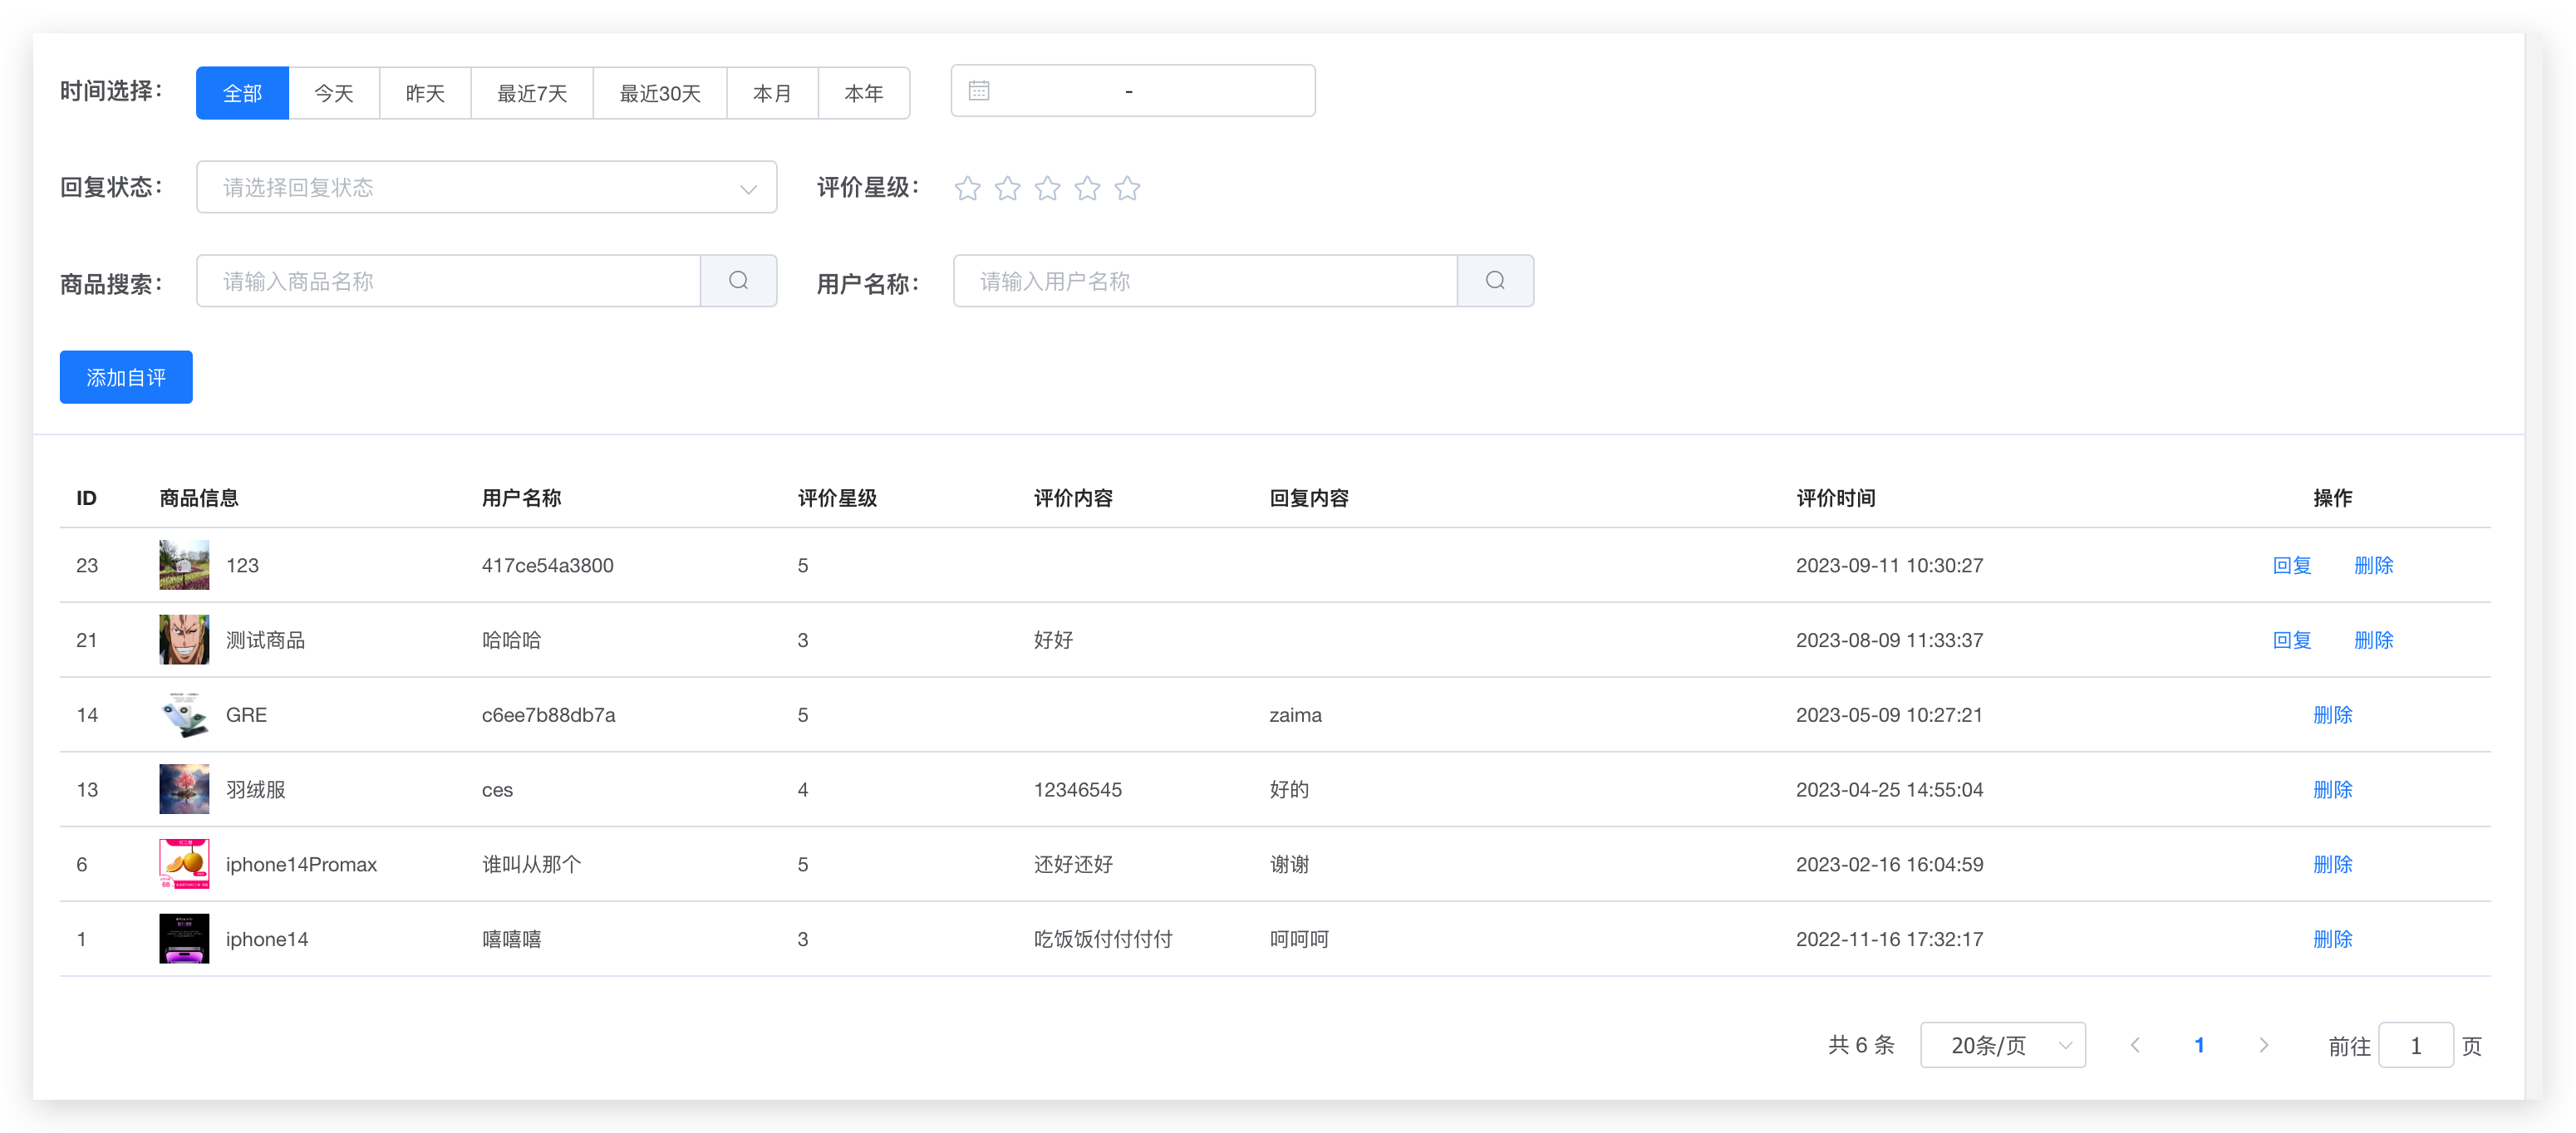 时间选择： 全部 今天 昨天 最近7天 最近30天 本月 本年 -
回复状态： 请选择回复状态 评价星级：
商品搜索： 请输入商品名称 用户名称： 请输入用户名称
添加自评
ID 商品信息 用户名称 评价星级 评价内容 回复内容 评价时间 操作
23 123 417ce54a3800 5 2023-09-11 10:30:27 回复 删除
21 测试商品 哈哈哈 3 好好 2023-08-09 11:33:37 回复 删除
14 GRE c6ee7b88db7a 5 zaima 2023-05-09 10:27:21 删除
13 羽绒服 ces 4 12346545 好的 2023-04-25 14:55:04 删除
6 iphone14Promax 谁叫从那个 5 还好还好 谢谢 2023-02-16 16:04:59 删除
1 iphone14 嘻嘻嘻 3 吃饭饭付付付付 呵呵呵 2022-11-16 17:32:17 删除
共 6 条 20条/页 1 前往 1 页